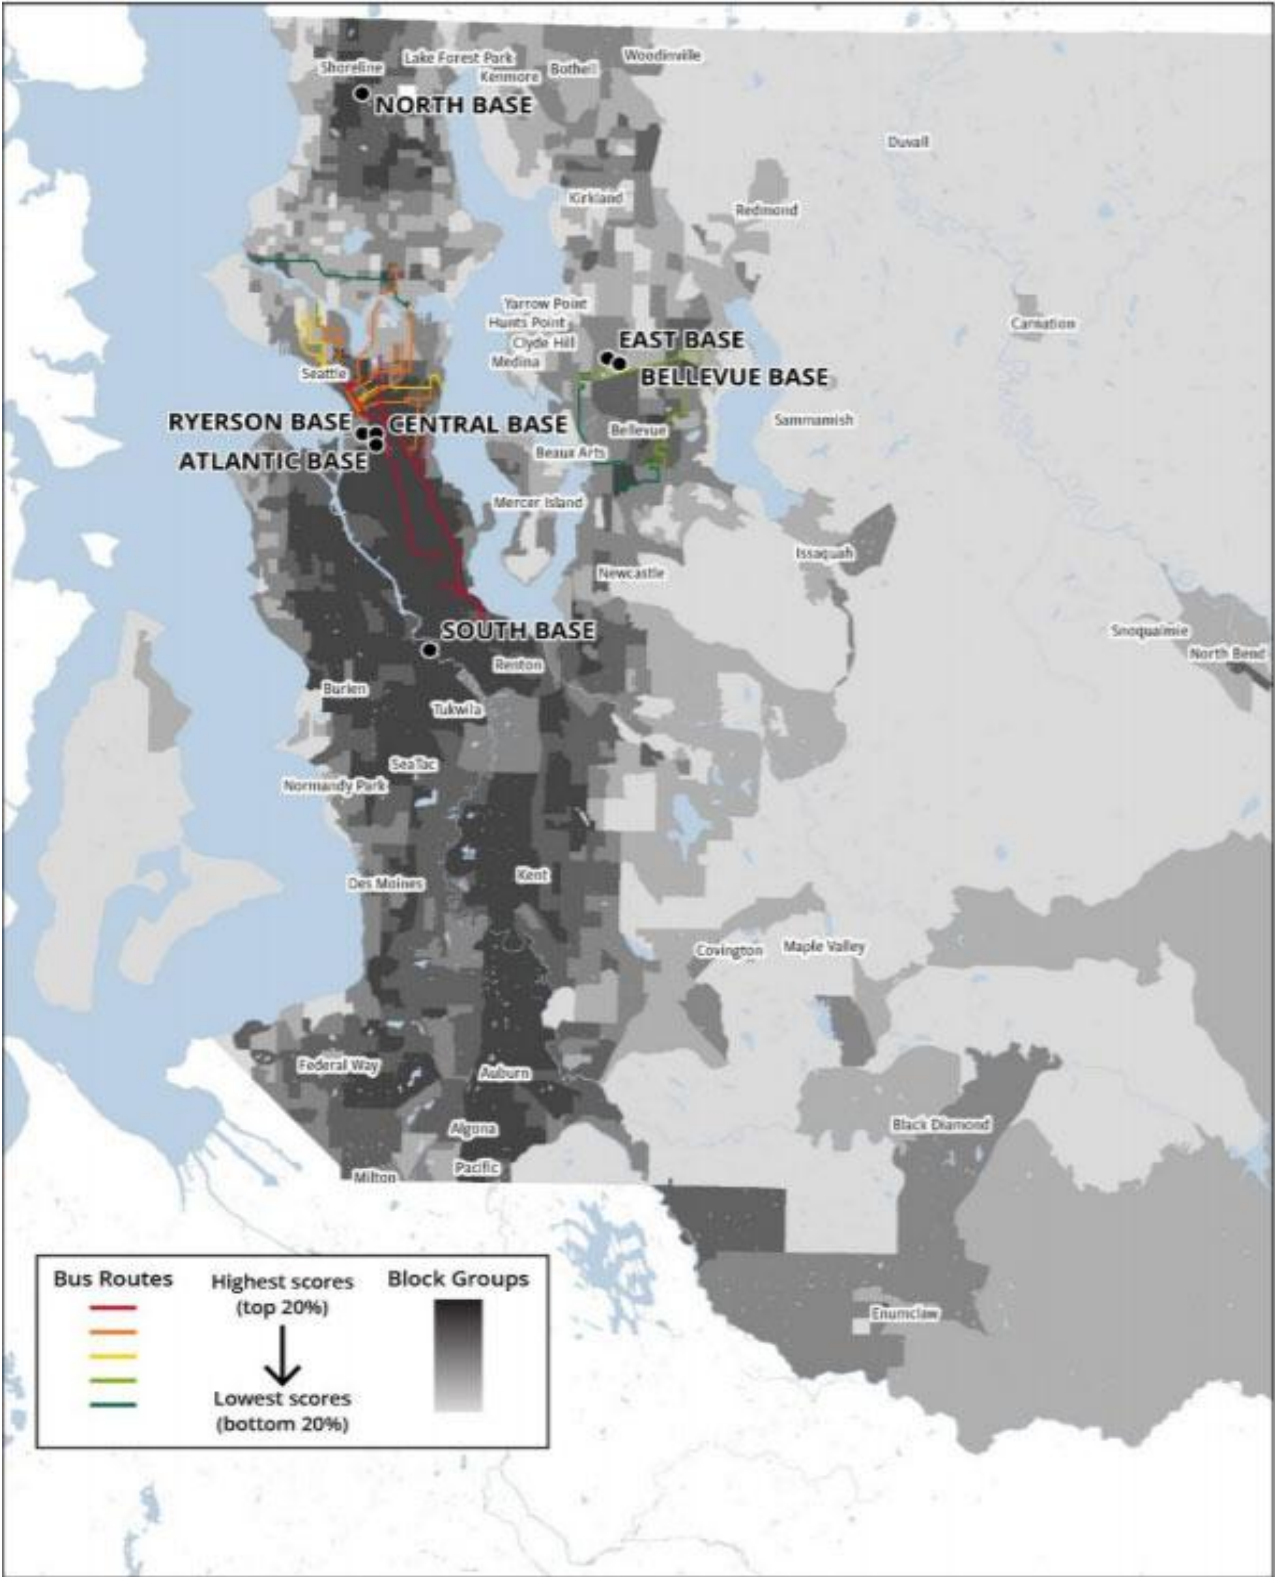 Shoreline
Lake Forest Park
Kenmore
Bothell
Woodinville
NORTH BASE
Duvall
Kirkland
Redmond
Yarrow Point
Hunts Point
Clyde Hill
Medina
Carnation
EAST BASE
BELLEVUE BASE
Seattle
RYERSON BASE
CENTRAL BASE
ATLANTIC BASE
Bellevue
Beaux Arts
Sammamish
Mercer Island
Issaquah
Newcastle
SOUTH BASE
Snoqualmie
North Bend
Renton
Burien
Tukwila
SeaTac
Normandy Park
Des Moines
Kent
Covington
Maple Valley
Federal Way
Auburn
Algona
Pacific
Milton
Black Diamond
Enumclaw
Bus Routes
Highest scores
(top 20%)
Lowest scores
(bottom 20%)
Block Groups